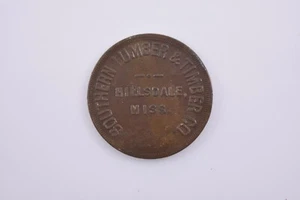 SOUTHERN LUMBER & TIMBER CO
HILLSDALE,
MISS.